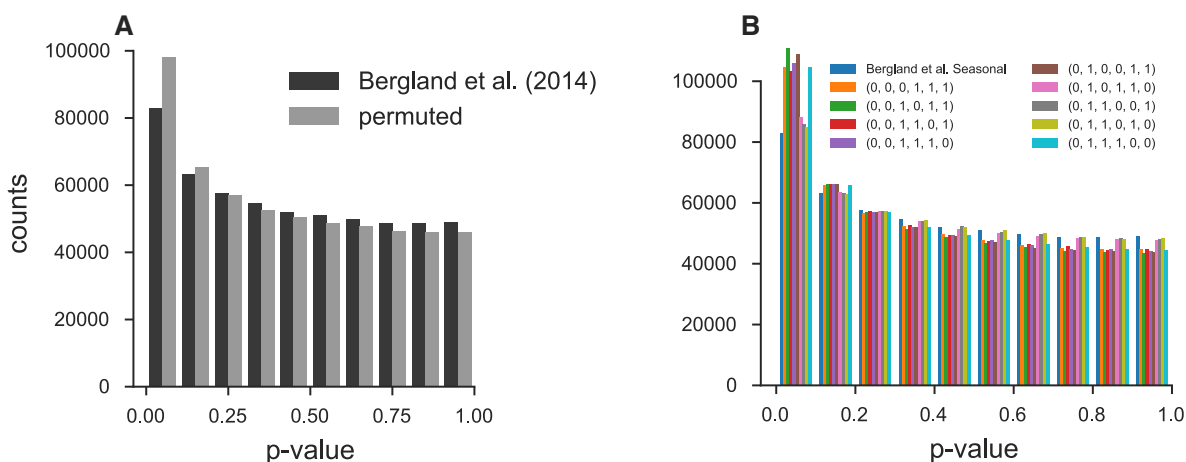 A
counts
100000
80000
60000
40000
20000
0
Bergland et al. (2014)
permuted
0.00 0.25 0.50 0.75 1.00
p-value
B
100000
80000
60000
40000
20000
0
Bergland et al. Seasonal
(0, 0, 0, 1, 1, 1)
(0, 0, 1, 0, 1, 1)
(0, 0, 1, 1, 0, 1)
(0, 0, 1, 1, 1, 0)
(0, 1, 0, 0, 1, 1)
(0, 1, 0, 1, 1, 0)
(0, 1, 1, 0, 0, 1)
(0, 1, 1, 0, 1, 0)
(0, 1, 1, 1, 0, 0)
0.0 0.2 0.4 0.6 0.8 1.0
p-value